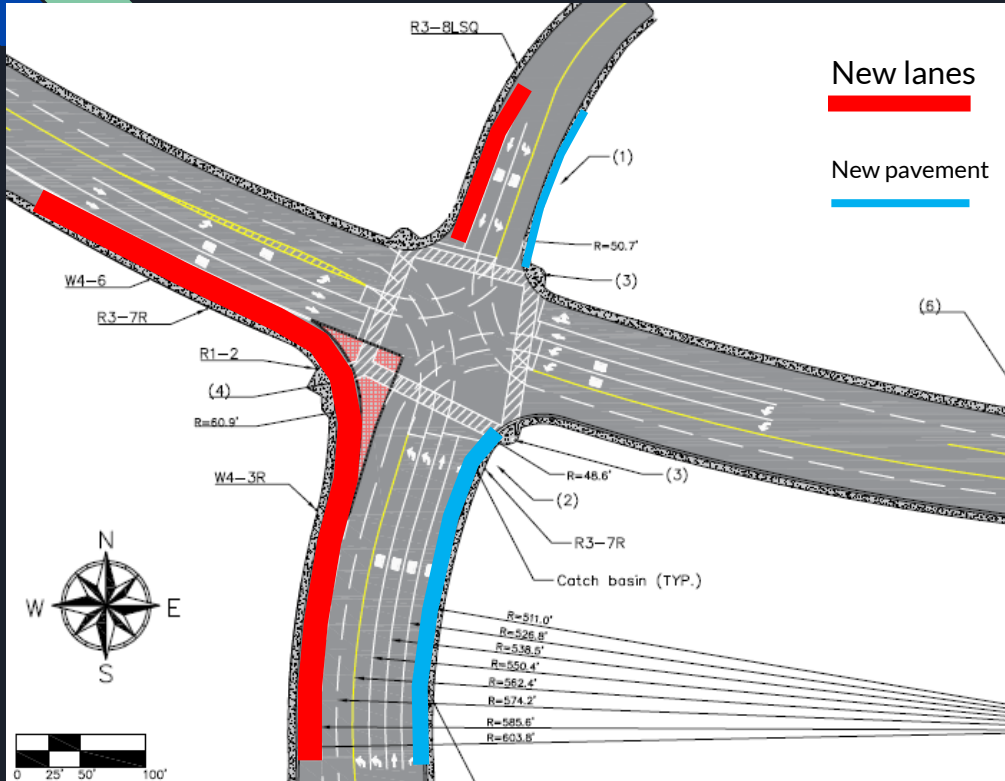 R3-8LSQ
New lanes
New pavement
(1)
R=50.7'
(3)
(6)
W4-6
R3-7R
R1-2
(4)
R=60.9'
W4-3R
R=48.6'
(3)
(2)
R3-7R
Catch basin (TYP.)
N
W
E
S
R=511.0'
R=526.8'
R=538.5'
R=550.4'
R=562.4'
R=574.2'
R=585.6'
R=603.8'
0 25' 50' 100'